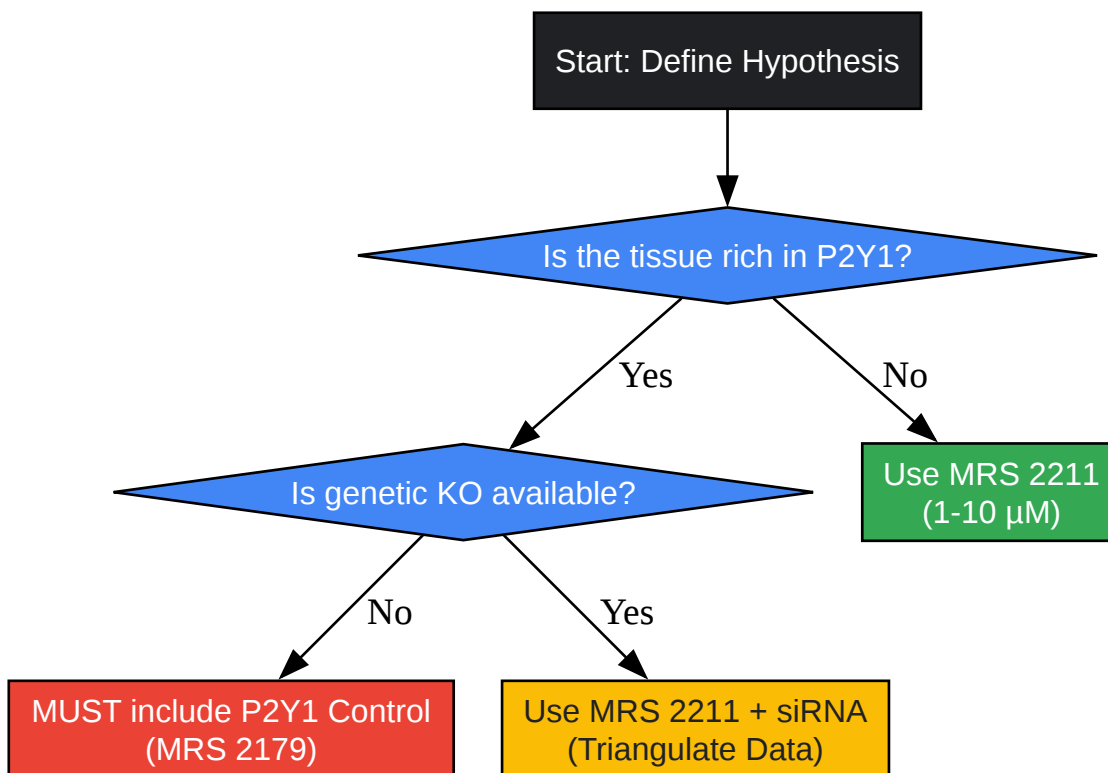 Start: Define Hypothesis
Is the tissue rich in P2Y1?
Yes
No
Is genetic KO available?
Use MRS 2211
(1-10 µM)
No
Yes
MUST include P2Y1 Control
(MRS 2179)
Use MRS 2211 + siRNA
(Triangulate Data)